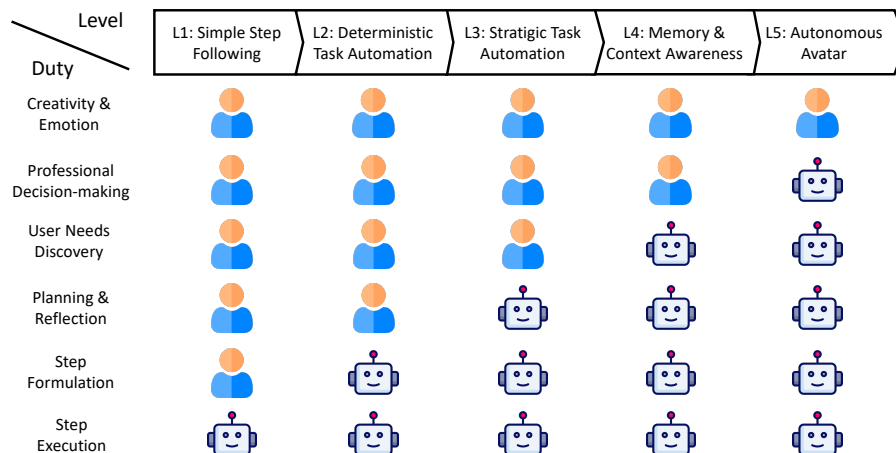 Level
Duty
L1: Simple Step
Following
L2: Deterministic
Task Automation
L3: Stratigic Task
Automation
L4: Memory &
Context Awareness
L5: Autonomous
Avatar
Creativity &
Emotion
Professional
Decision-making
User Needs
Discovery
Planning &
Reflection
Step
Formulation
Step
Execution